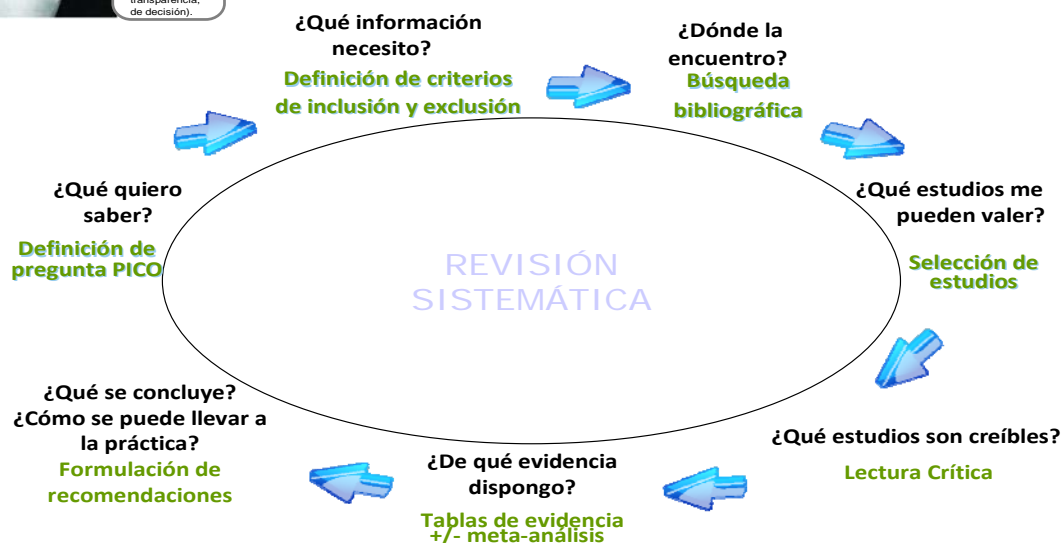 transparencia,
de decisión).
¿Qué información
necesito?
Definición de criterios
de inclusión y exclusión
¿Dónde la
encuentro?
Búsqueda
bibliográfica
¿Qué quiero
saber?
Definición de
pregunta PICO
¿Qué estudios me
pueden valer?
Selección de
estudios
REVISIÓN
SISTEMÁTICA
¿Qué estudios son creíbles?
Lectura Crítica
¿De qué evidencia
dispongo?
Tablas de evidencia
+/- meta-análisis
¿Qué se concluye?
¿Cómo se puede llevar a
la práctica?
Formulación de
recomendaciones